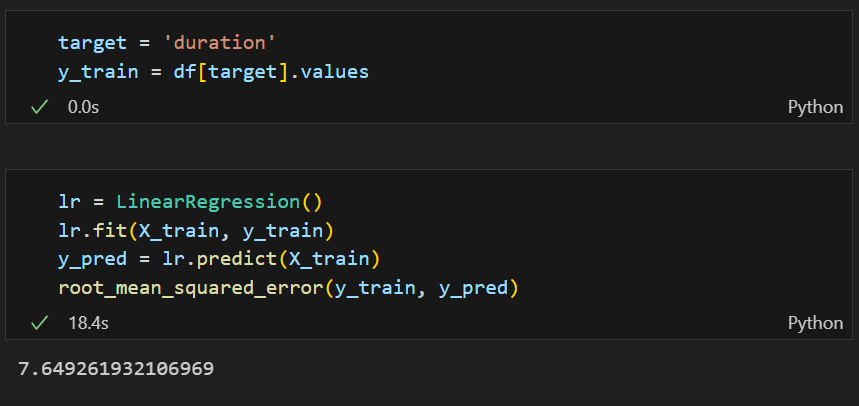 target = 'duration'
y_train = df[target].values
0.0s
Python
lr = LinearRegression()
lr.fit(X_train, y_train)
y_pred = lr.predict(X_train)
root_mean_squared_error(y_train, y_pred)
18.4s
Python
7.649261932106969